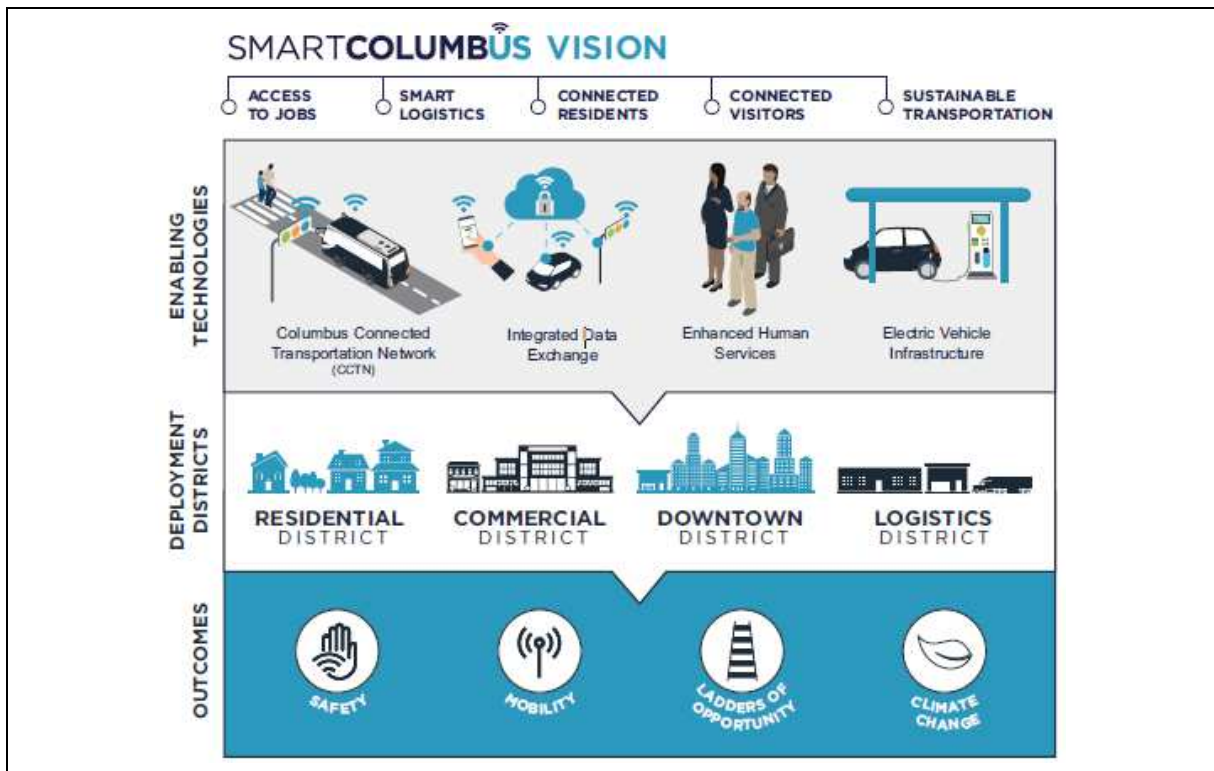 SMARTCOLUMBUS VISION
ACCESS
TO JOBS
SMART
LOGISTICS
CONNECTED
RESIDENTS
CONNECTED
VISITORS
SUSTAINABLE
TRANSPORTATION
ENABLING
TECHNOLOGIES
Columbus Connected
Transportation Network
(CCTN)
Integrated Data
Exchange
Enhanced Human
Services
Electric Vehicle
Infrastructure
DEPLOYMENT
DISTRICTS
RESIDENTIAL
DISTRICT
COMMERCIAL
DISTRICT
DOWNTOWN
DISTRICT
LOGISTICS
DISTRICT
OUTCOMES
SAFETY
MOBILITY
LADDERS OF
OPPORTUNITY
CLIMATE
CHANGE